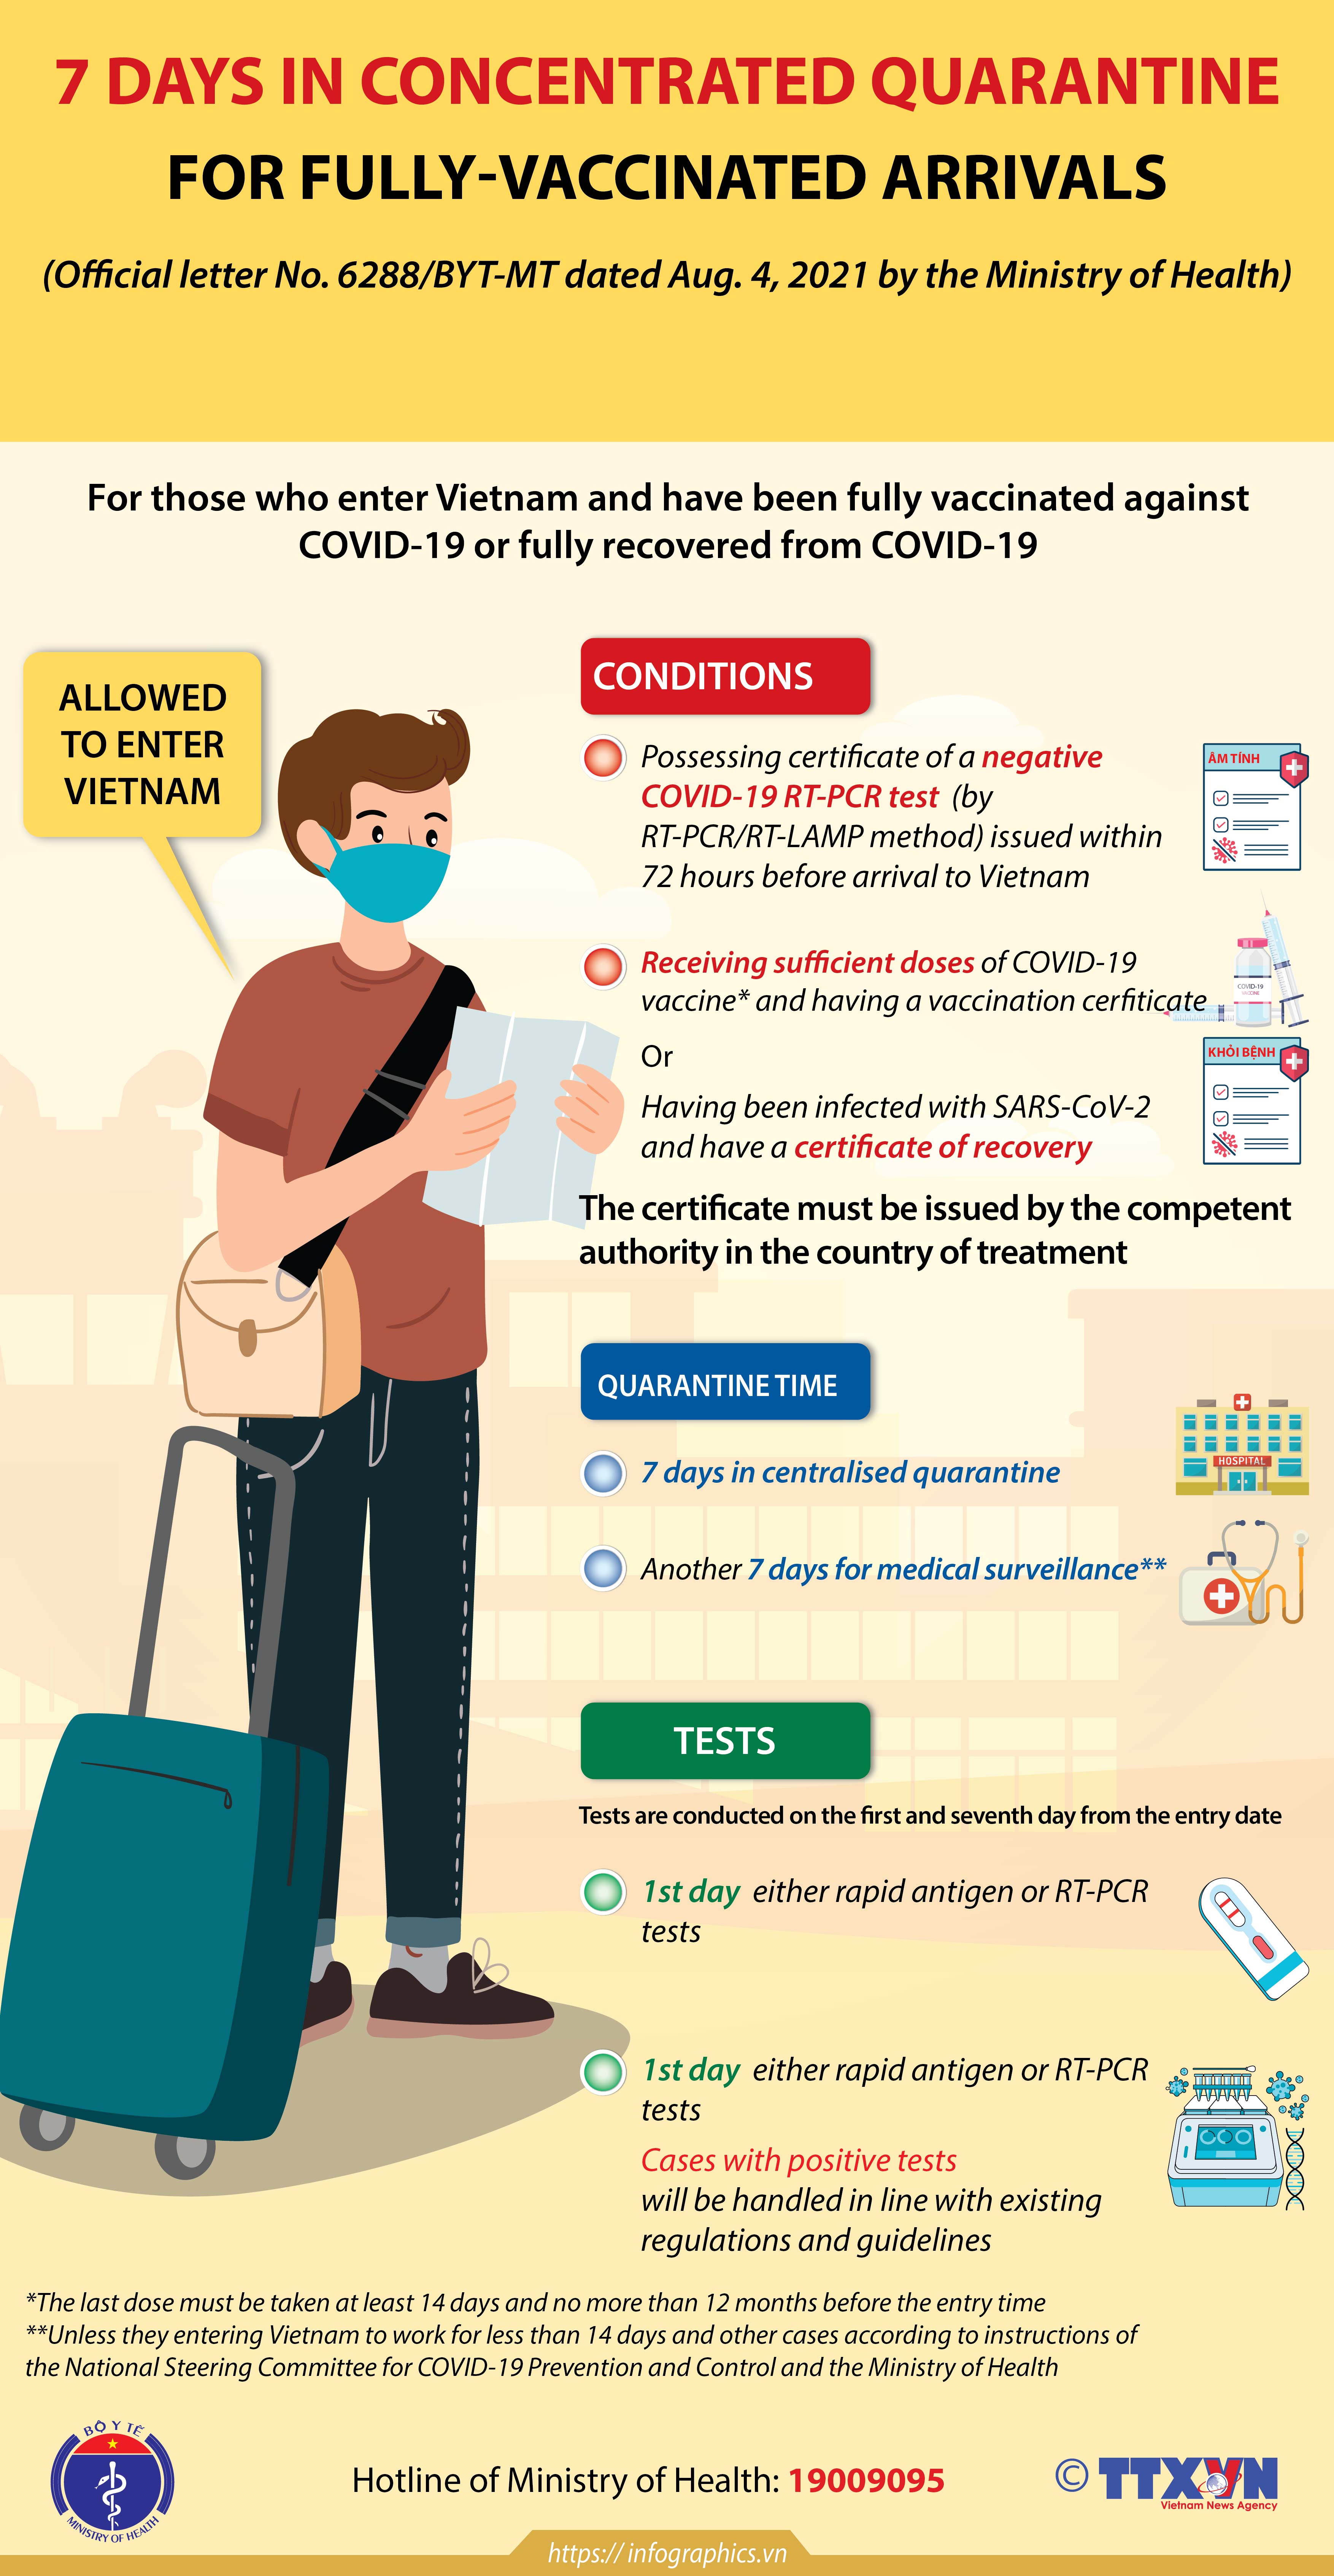 7 DAYS IN CONCENTRATED QUARANTINE
FOR FULLY-VACCINATED ARRIVALS
(Official letter No. 6288/BYT-MT dated Aug. 4, 2021 by the Ministry of Health)
For those who enter Vietnam and have been fully vaccinated against
COVID-19 or fully recovered from COVID-19
ALLOWED
TO ENTER
VIETNAM
CONDITIONS
Possessing certificate of a negative
COVID-19 RT-PCR test (by
RT-PCR/RT-LAMP method) issued within
72 hours before arrival to Vietnam
ÂM TÍNH
Receiving sufficient doses of COVID-19
vaccine* and having a vaccination cerfiticate
COVID-19
VACCINE
Or
Having been infected with SARS-CoV-2
and have a certificate of recovery
KHỎI BỆNH
The certificate must be issued by the competent
authority in the country of treatment
QUARANTINE TIME
7 days in centralised quarantine
HOSPITAL
Another 7 days for medical surveillance**
TESTS
Tests are conducted on the first and seventh day from the entry date
1st day either rapid antigen or RT-PCR
tests
1st day either rapid antigen or RT-PCR
tests
Cases with positive tests
will be handled in line with existing
regulations and guidelines
*The last dose must be taken at least 14 days and no more than 12 months before the entry time
**Unless they entering Vietnam to work for less than 14 days and other cases according to instructions of
the National Steering Committee for COVID-19 Prevention and Control and the Ministry of Health
BỘ Y TẾ
MINISTRY OF HEALTH
Hotline of Ministry of Health: 19009095
© TTXVN
Vietnam News Agency
https:// infographics.vn